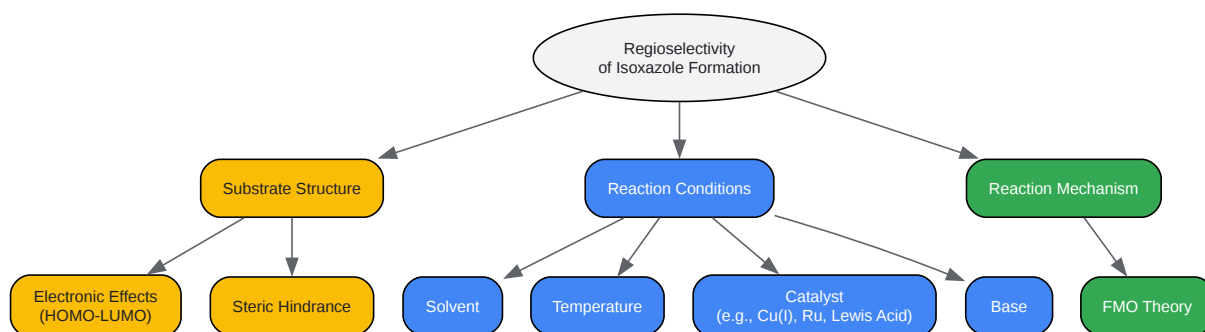 Regioselectivity
of Isoxazole Formation
Substrate Structure
Reaction Conditions
Reaction Mechanism
Electronic Effects
(HOMO-LUMO)
Steric Hindrance
Solvent
Temperature
Catalyst
(e.g., Cu(I), Ru, Lewis Acid)
Base
FMO Theory